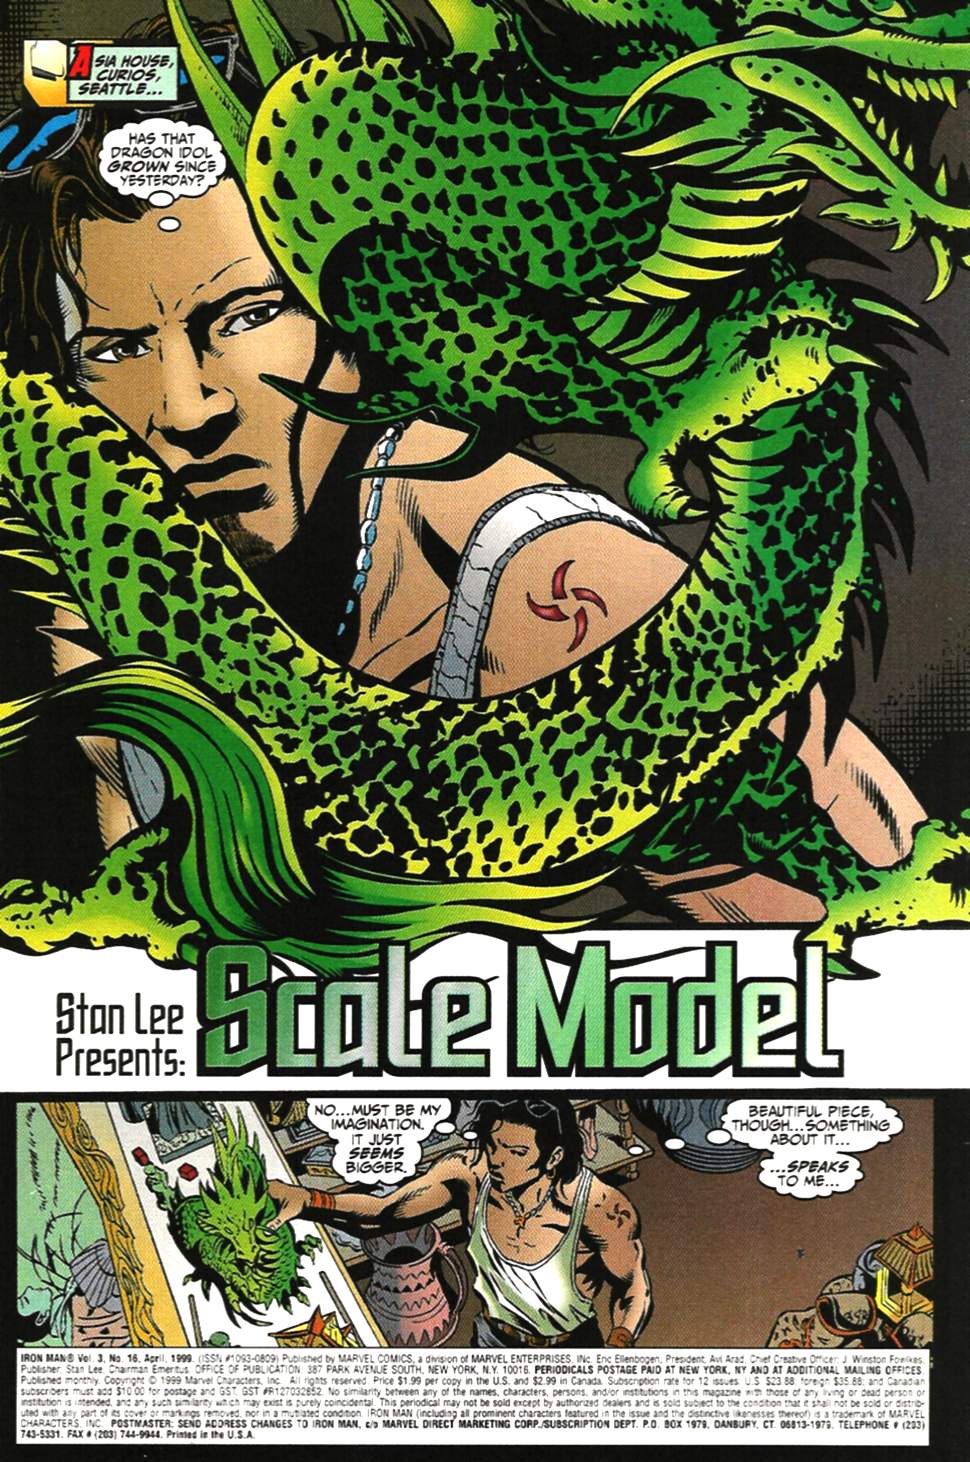 ASIA HOUSE,
CURIOS,
SEATTLE...
HAS THAT
DRAGON IDOL
GROWN SINCE
YESTERDAY?
Stan Lee
Presents:
Scale Model
NO...MUST BE MY
IMAGINATION.
IT JUST
SEEMS
BIGGER.
BEAUTIFUL PIECE,
THOUGH...SOMETHING
ABOUT IT...
...SPEAKS
TO ME...
IRON MAN® Vol. 3, No. 16, April, 1999. (ISSN #1093-0809) Published by MARVEL COMICS, a division of MARVEL ENTERPRISES, INC. Eric Ellenbogen, President; Avi Arad, Chief Creative Officer; J. Winston Fowlkes,
Publisher; Stan Lee, Chairman Emeritus. OFFICE OF PUBLICATION: 387 PARK AVENUE SOUTH, NEW YORK, N.Y. 10016. PERIODICALS POSTAGE PAID AT NEW YORK, NY AND AT ADDITIONAL MAILING OFFICES.
Published monthly. Copyright © 1999 Marvel Characters, Inc. All rights reserved. Price $1.99 per copy in the U.S. and $2.99 in Canada. Subscription rate for 12 issues: U.S. $23.88; foreign $35.88; and Canadian
subscribers must add $10.00 for postage and GST. GST #R127032852. No similarity between any of the names, characters, persons, and/or institutions in this magazine with those of any living or dead person or
institution is intended, and any such similarity which may exist is purely coincidental. This periodical may not be sold except by authorized dealers and is sold subject to the condition that it shall not be sold or distrib-
uted with any part of its cover or markings removed, nor in a mutilated condition. IRON MAN (including all prominent characters featured in the issue and the distinctive likenesses thereof) is a trademark of MARVEL
CHARACTERS, INC. POSTMASTER: SEND ADDRESS CHANGES TO IRON MAN, c/o MARVEL DIRECT MARKETING CORP./SUBSCRIPTION DEPT. P.O. BOX 1979, DANBURY, CT 06813-1979. TELEPHONE # (203)
743-5331. FAX # (203) 744-9944. Printed in the U.S.A.